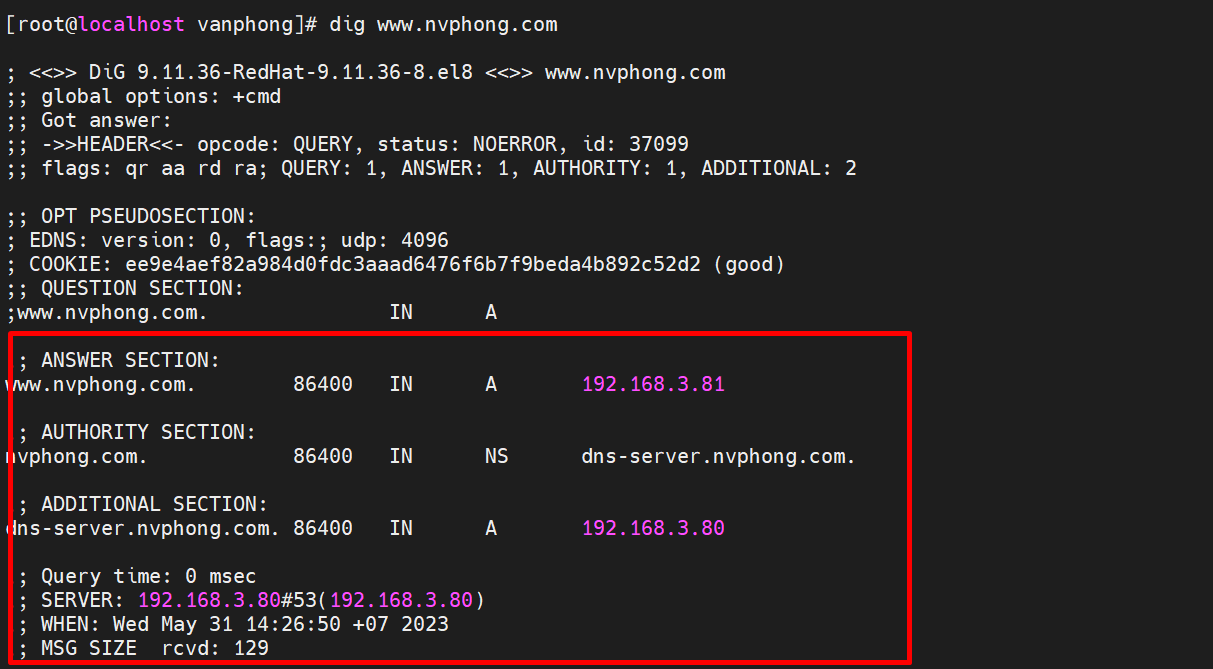 [root@localhost vanphong]# dig www.nvphong.com
; <<>> DiG 9.11.36-RedHat-9.11.36-8.el8 <<>> www.nvphong.com
;; global options: +cmd
;; Got answer:
;; ->>HEADER<<- opcode: QUERY, status: NOERROR, id: 37099
;; flags: qr aa rd ra; QUERY: 1, ANSWER: 1, AUTHORITY: 1, ADDITIONAL: 2
;; OPT PSEUDOSECTION:
; EDNS: version: 0, flags:; udp: 4096
; COOKIE: ee9e4aef82a984d0fdc3aaad6476f6b7f9beda4b892c52d2 (good)
;; QUESTION SECTION:
;www.nvphong.com. IN A
; ANSWER SECTION:
www.nvphong.com. 86400 IN A 192.168.3.81
; AUTHORITY SECTION:
nvphong.com. 86400 IN NS dns-server.nvphong.com.
; ADDITIONAL SECTION:
dns-server.nvphong.com. 86400 IN A 192.168.3.80
; Query time: 0 msec
; SERVER: 192.168.3.80#53(192.168.3.80)
; WHEN: Wed May 31 14:26:50 +07 2023
; MSG SIZE rcvd: 129